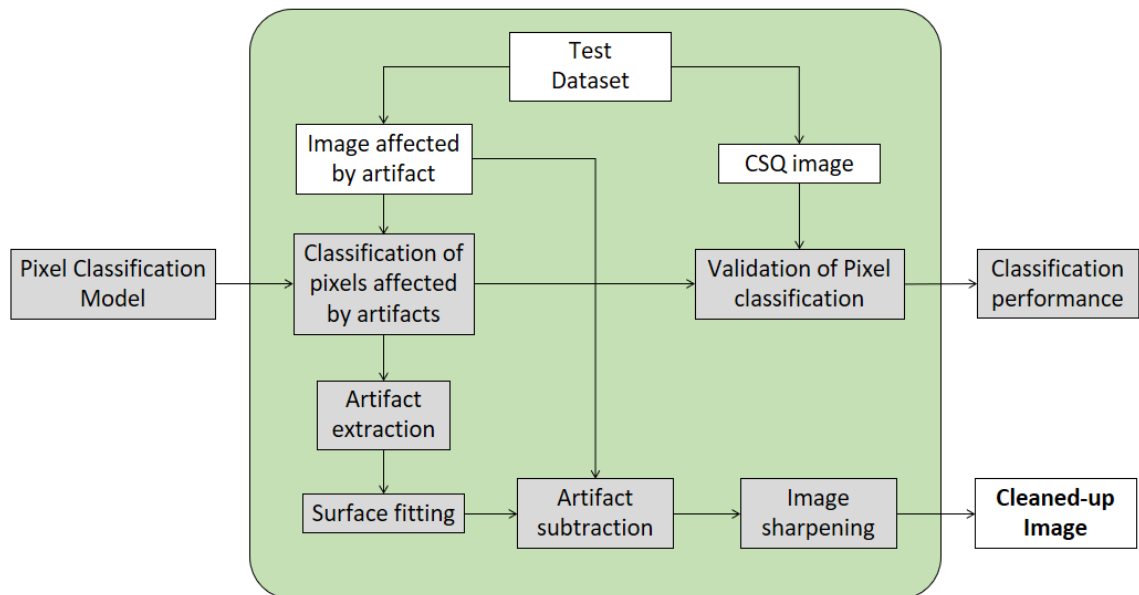 Test
Dataset
Image affected
by artifact
CSQ image
Pixel Classification
Model
Classification of
pixels affected
by artifacts
Validation of Pixel
classification
Classification
performance
Artifact
extraction
Surface fitting
Artifact
subtraction
Image
sharpening
Cleaned-up
Image